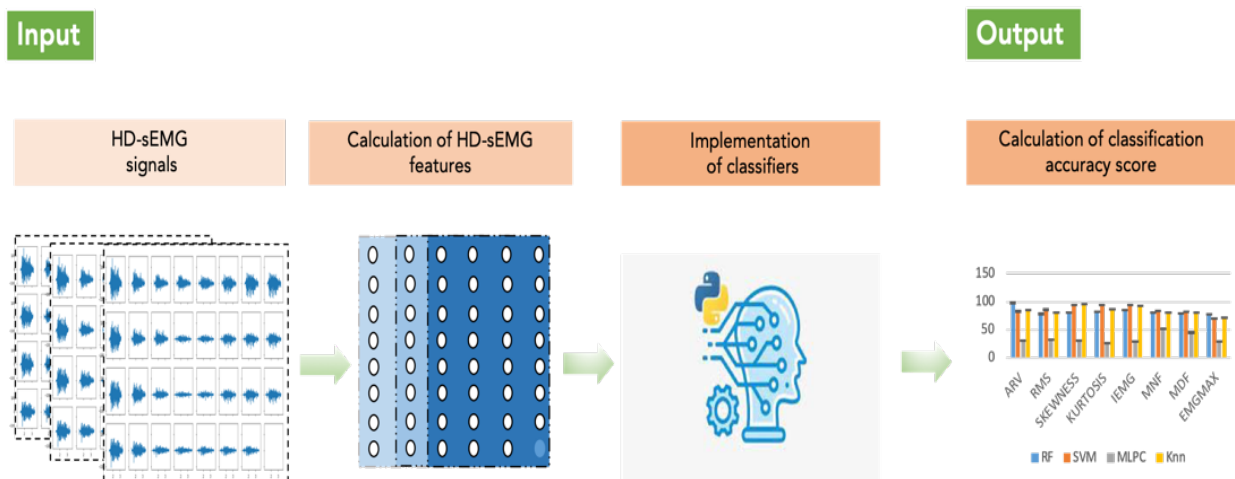 Input
Output
HD-sEMG
signals
Calculation of HD-sEMG
features
Implementation
of classifiers
Calculation of classification
accuracy score
150
100
50
0
ARV
RMS
SKEWNESS
KURTOSIS
IEMG
MNF
MDF
EMGMAX
RF SVM MLPC Knn